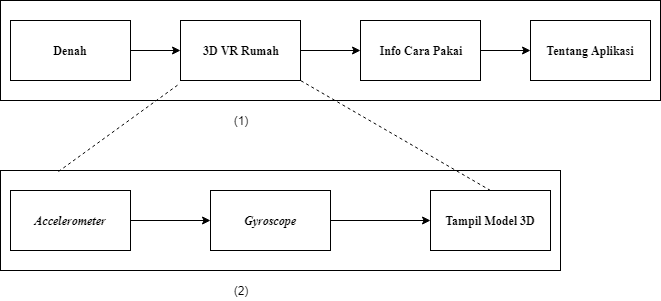 Denah
3D VR Rumah
Info Cara Pakai
Tentang Aplikasi
(1)
Accelerometer
Gyroscope
Tampil Model 3D
(2)